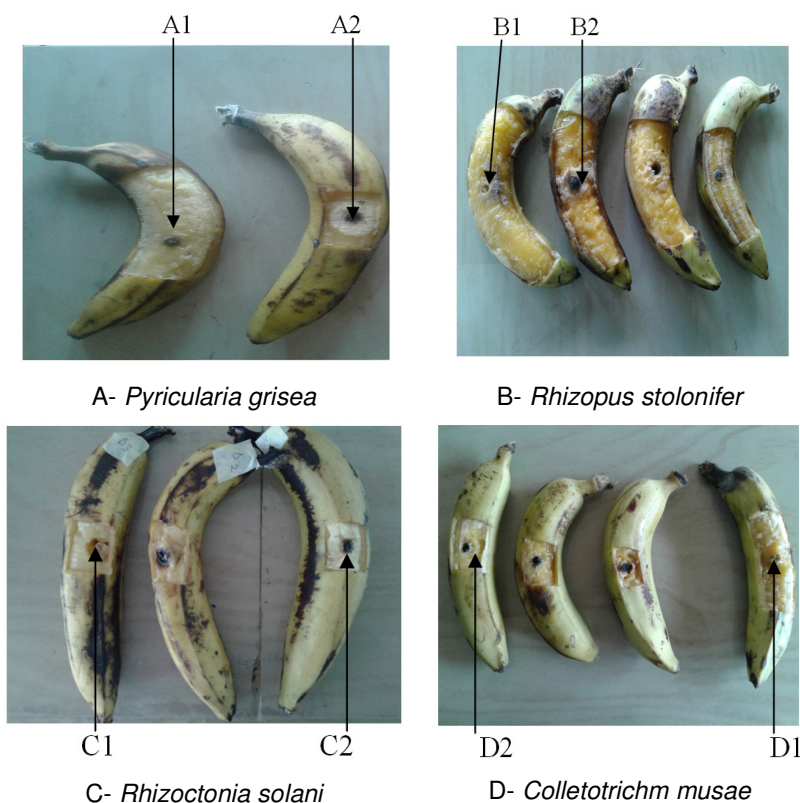 A1 A2
B1 B2
A- Pyricularia grisea
B- Rhizopus stolonifer
C1 C2
D2 D1
C- Rhizoctonia solani
D- Colletotrichm musae